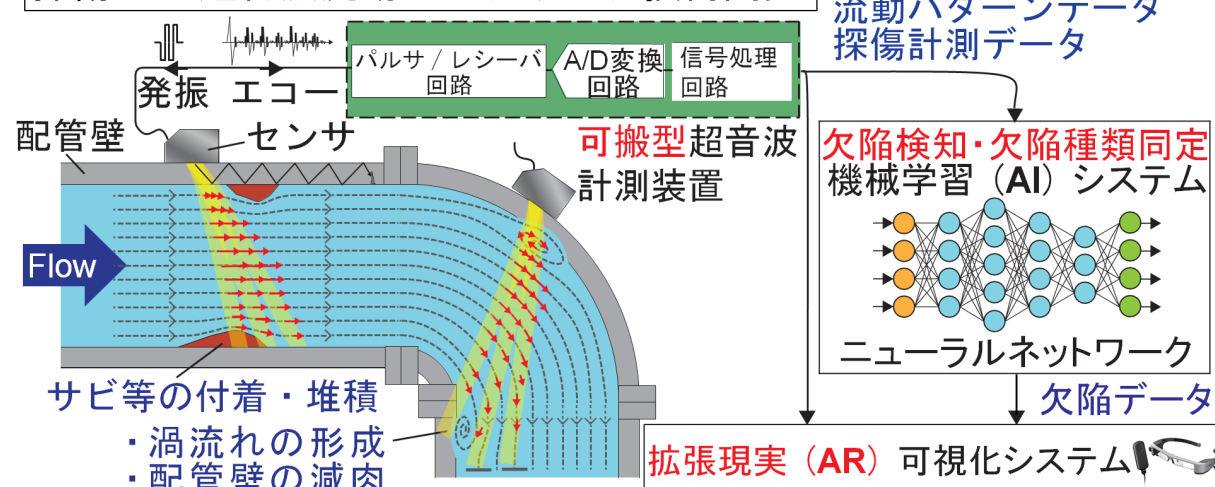 流動パターンデータ
探傷計測データ
パルサ / レシーバ
回路
A/D変換
回路
信号処理
回路
発振 エコー
配管壁
センサ
可搬型超音波
計測装置
欠陥検知・欠陥種類同定
機械学習（AI）システム
Flow
ニューラルネットワーク
サビ等の付着・堆積
・渦流れの形成
・配管壁の減肉
欠陥データ
拡張現実（AR）可視化システム